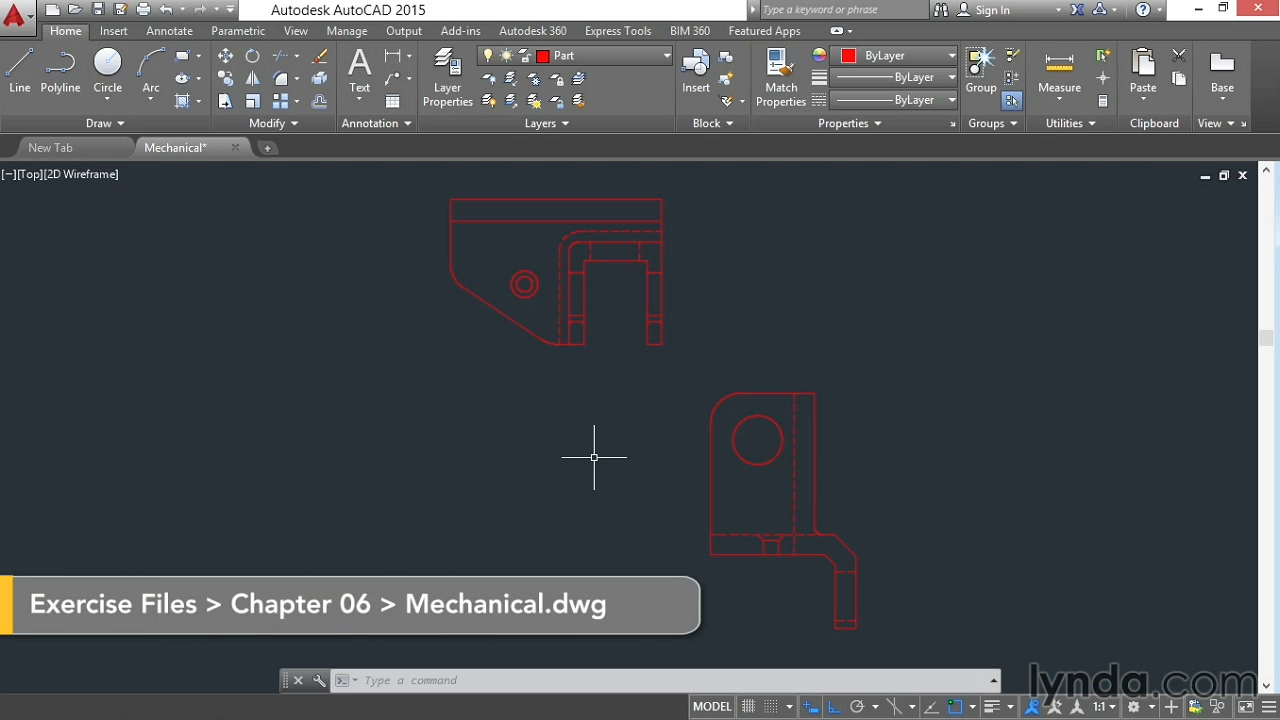 Autodesk AutoCAD 2015
Type a keyword or phrase
Sign In
Home Insert Annotate Parametric View Manage Output Add-ins Autodesk 360 Express Tools BIM 360 Featured Apps
Line
Polyline
Circle
Arc
Draw
Modify
Text
Annotation
Layer
Properties
Part
Layers
Insert
Block
Match
Properties
ByLayer
ByLayer
ByLayer
Properties
Group
Groups
Measure
Utilities
Paste
Clipboard
Base
View
New Tab
Mechanical*
[−][Top][2D Wireframe]
Exercise Files > Chapter 06 > Mechanical.dwg
Type a command
lynda.com
MODEL
1:1